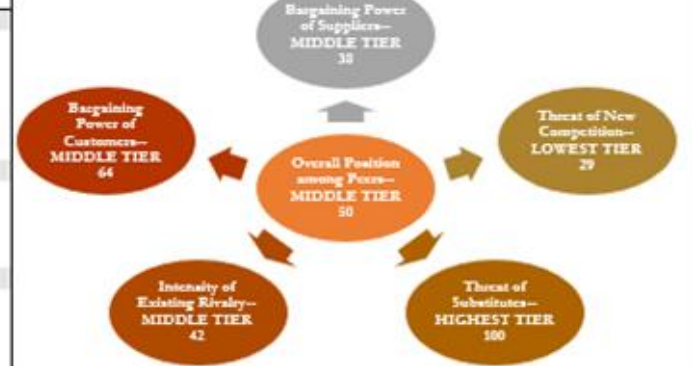 Bargaining Power
of Suppliers—
MIDDLE TIER
38
Bargaining
Power of
Customers—
MIDDLE TIER
64
Threat of New
Competition—
LOWEST TIER
29
Overall Position
among Peers—
MIDDLE TIER
50
Intensity of
Existing Rivalry—
MIDDLE TIER
42
Threat of
Substitutes—
HIGHEST TIER
100